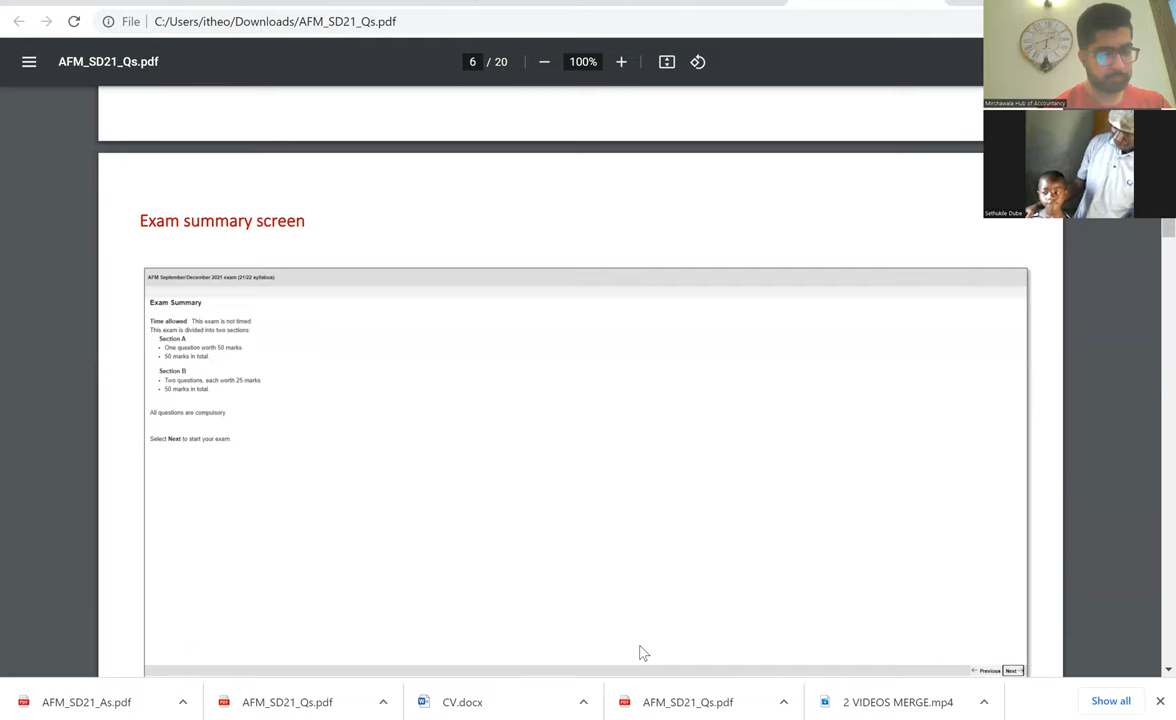 File
C:/Users/itheo/Downloads/AFM_SD21_Qs.pdf
AFM_SD21_Qs.pdf
6 / 20
100%
Mirchawala Hub of Accountancy
Sethukile Dube
Exam summary screen
AFM September/December 2021 exam (21/22 syllabus)
Exam Summary
Time allowed This exam is not timed.
This exam is divided into two sections:
Section A
• One question worth 50 marks.
• 50 marks in total.
Section B
• Two questions, each worth 25 marks.
• 50 marks in total.
All questions are compulsory
Select Next to start your exam.
← Previous Next →
AFM_SD21_As.pdf
AFM_SD21_Qs.pdf
CV.docx
AFM_SD21_Qs.pdf
2 VIDEOS MERGE.mp4
Show all